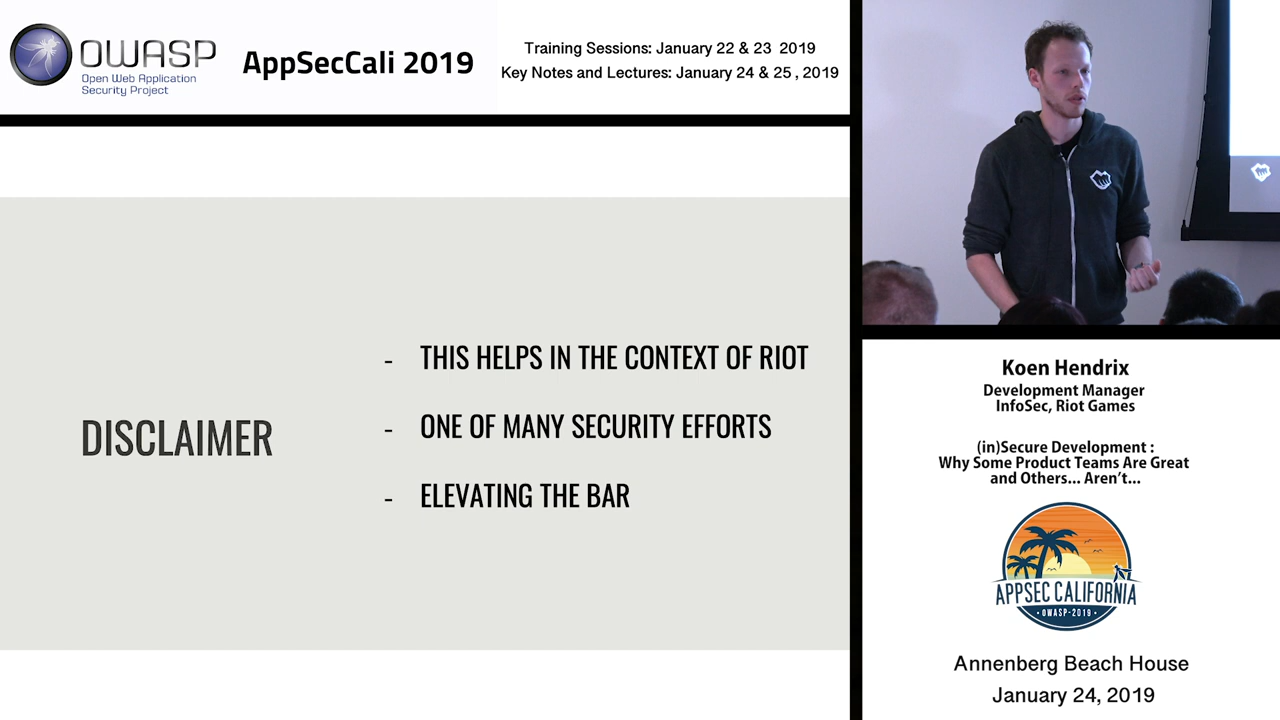 OWASP
Open Web Application
Security Project
AppSecCali 2019
Training Sessions: January 22 & 23 2019
Key Notes and Lectures: January 24 & 25 , 2019
DISCLAIMER
- THIS HELPS IN THE CONTEXT OF RIOT
- ONE OF MANY SECURITY EFFORTS
- ELEVATING THE BAR
Koen Hendrix
Development Manager
InfoSec, Riot Games
(in)Secure Development :
Why Some Product Teams Are Great
and Others... Aren't...
APPSEC CALIFORNIA
• OWASP-2019 •
Annenberg Beach House
January 24, 2019